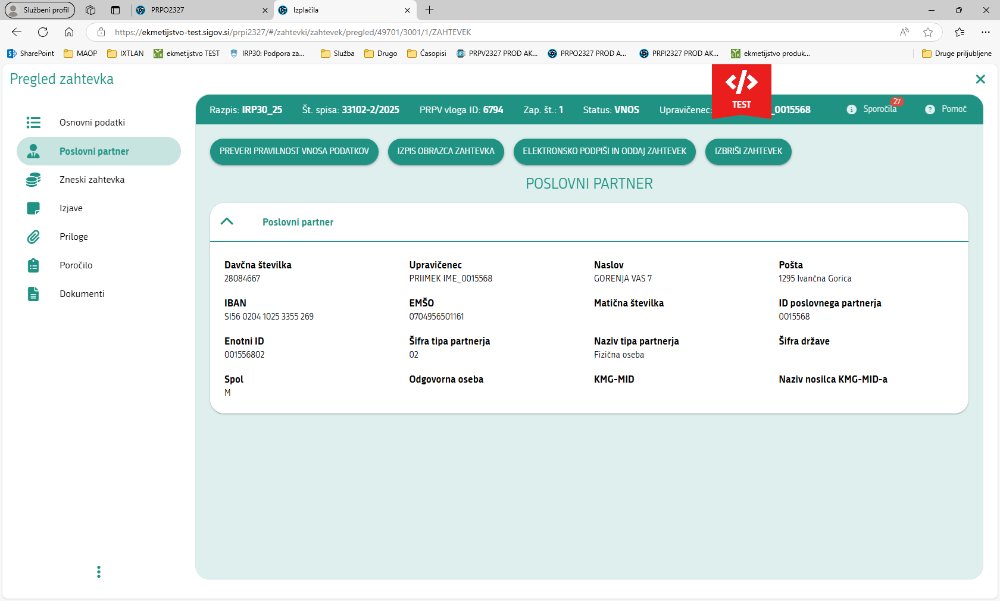 Službeni profil
PRPO2327
Izplačila
https://ekmetijstvo-test.sigov.si/prpi2327/#/zahtevki/zahtevek/pregled/49701/3001/1/ZAHTEVEK
SharePoint
MAOP
IXTLAN
ekmetijstvo TEST
IRP30: Podpora za...
Služba
Drugo
Časopisi
PRPV2327 PROD AK...
PRPO2327 PROD A...
PRPI2327 PROD AK...
ekmetijstvo produk...
Druge priljubljene
Pregled zahtevka
TEST
Razpis: IRP30_25
Št. spisa: 33102-2/2025
PRPV vloga ID: 6794
Zap. št.: 1
Status: VNOS
Upravičenec:
_0015568
Sporočila
27
Pomoč
Osnovni podatki
Poslovni partner
Zneski zahtevka
Izjave
Priloge
Poročilo
Dokumenti
PREVERI PRAVILNOST VNOSA PODATKOV
IZPIS OBRAZCA ZAHTEVKA
ELEKTRONSKO PODPIŠI IN ODDAJ ZAHTEVEK
IZBRIŠI ZAHTEVEK
POSLOVNI PARTNER
Poslovni partner
Davčna številka
28084667
Upravičenec
PRIIMEK IME_0015568
Naslov
GORENJA VAS 7
Pošta
1295 Ivančna Gorica
IBAN
SI56 0204 1025 3355 269
EMŠO
0704956501161
Matična številka
ID poslovnega partnerja
0015568
Enotni ID
001556802
Šifra tipa partnerja
02
Naziv tipa partnerja
Fizična oseba
Šifra države
Spol
M
Odgovorna oseba
KMG-MID
Naziv nosilca KMG-MID-a